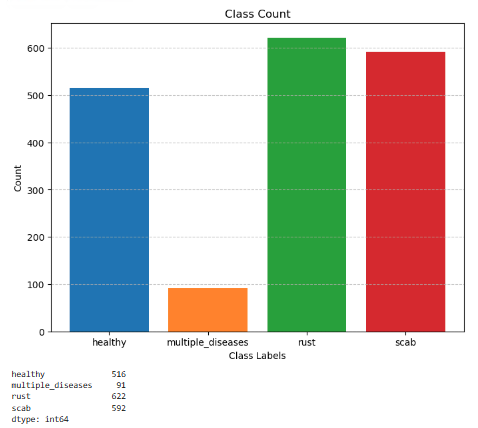 Class Count
600
500
400
300
200
100
0
Count
healthy multiple_diseases rust scab
Class Labels
healthy 516
multiple_diseases 91
rust 622
scab 592
dtype: int64